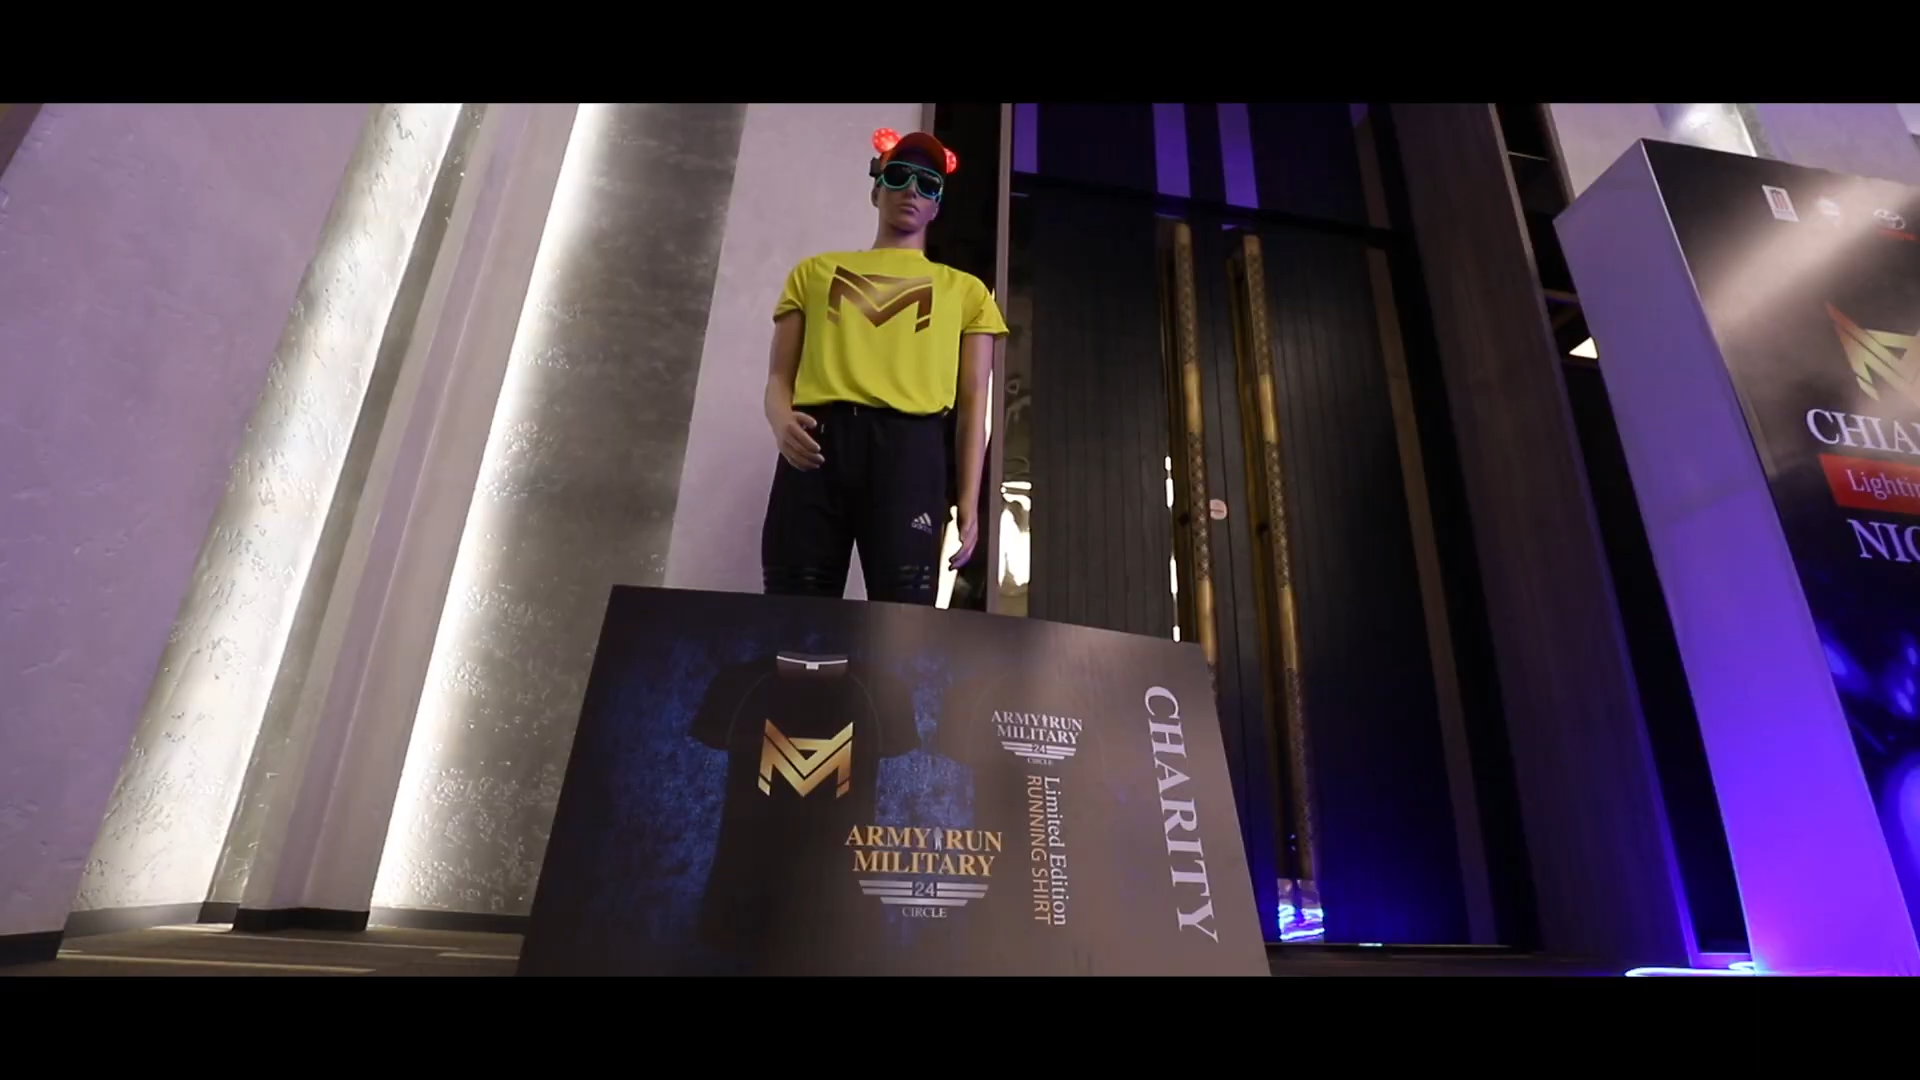 adidas
ARMY RUN
MILITARY
24
CIRCLE
ARMY RUN
MILITARY
24
CIRCLE
Limited Edition
RUNNING SHIRT
CHARITY